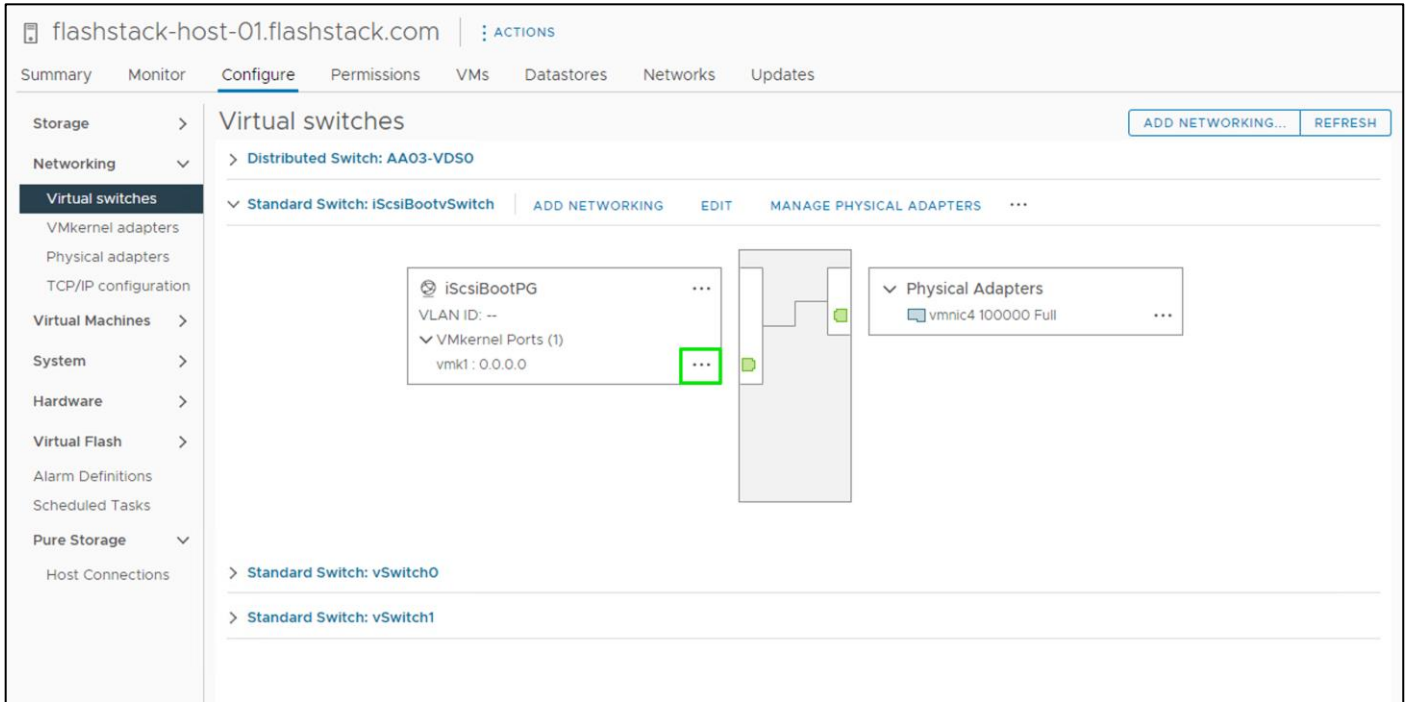 flashstack-host-01.flashstack.com ACTIONS
Summary Monitor Configure Permissions VMs Datastores Networks Updates
Storage
Networking
Virtual switches
VMkernel adapters
Physical adapters
TCP/IP configuration
Virtual Machines
System
Hardware
Virtual Flash
Alarm Definitions
Scheduled Tasks
Pure Storage
Host Connections
Virtual switches ADD NETWORKING... REFRESH
Distributed Switch: AA03-VDS0
Standard Switch: iScsiBootvSwitch ADD NETWORKING EDIT MANAGE PHYSICAL ADAPTERS ...
iScsiBootPG ...
VLAN ID: --
VMkernel Ports (1)
vmk1 : 0.0.0.0 ...
Physical Adapters
vmnic4 100000 Full ...
Standard Switch: vSwitch0
Standard Switch: vSwitch1